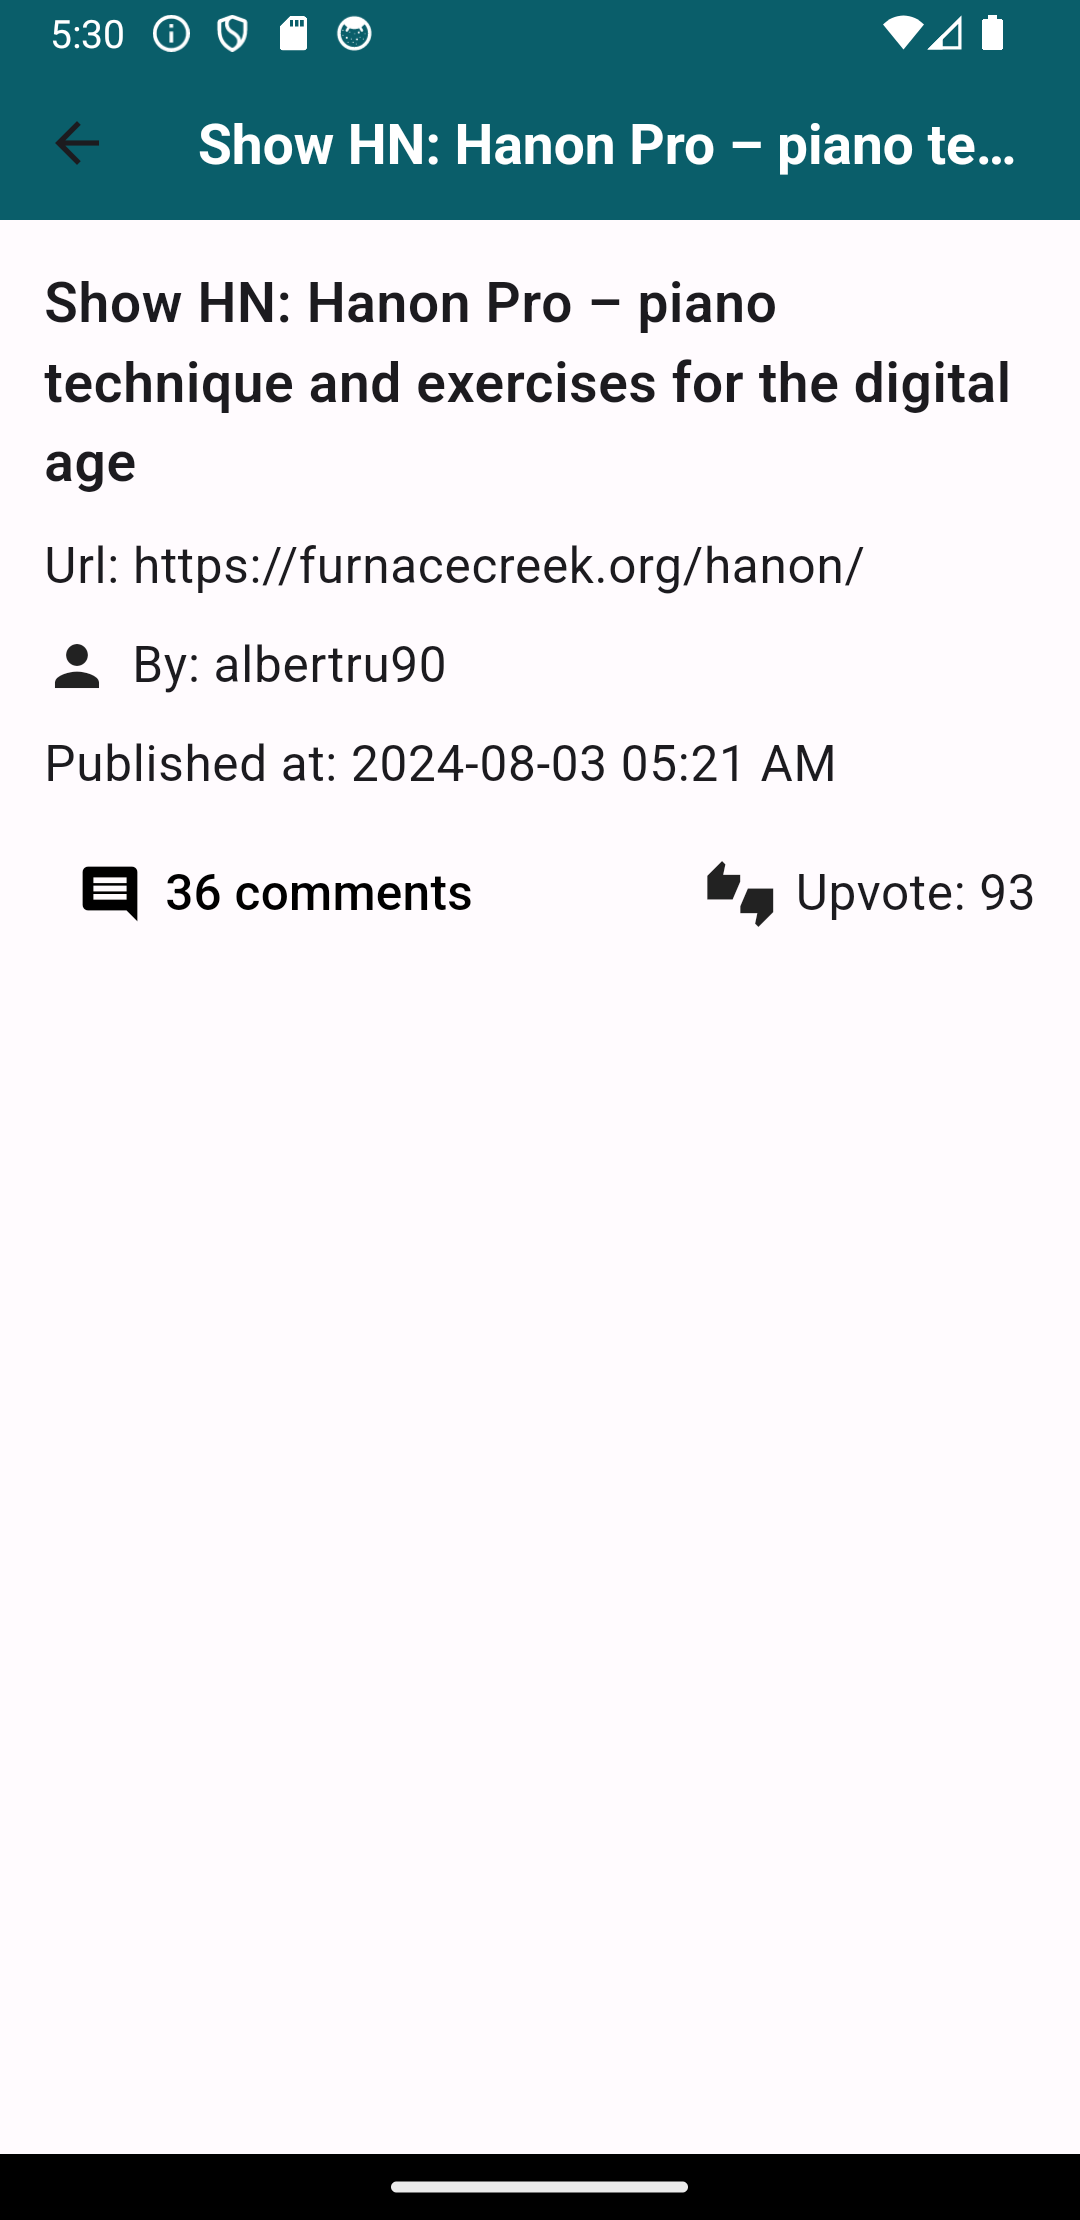 5:30
Show HN: Hanon Pro – piano te...
Show HN: Hanon Pro – piano
technique and exercises for the digital
age
Url: https://furnacecreek.org/hanon/
By: albertru90
Published at: 2024-08-03 05:21 AM
36 comments
Upvote: 93